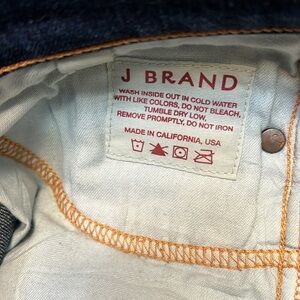 J BRAND
WASH INSIDE OUT IN COLD WATER
WITH LIKE COLORS, DO NOT BLEACH,
TUMBLE DRY LOW,
REMOVE PROMPTLY, DO NOT IRON
MADE IN CALIFORNIA, USA